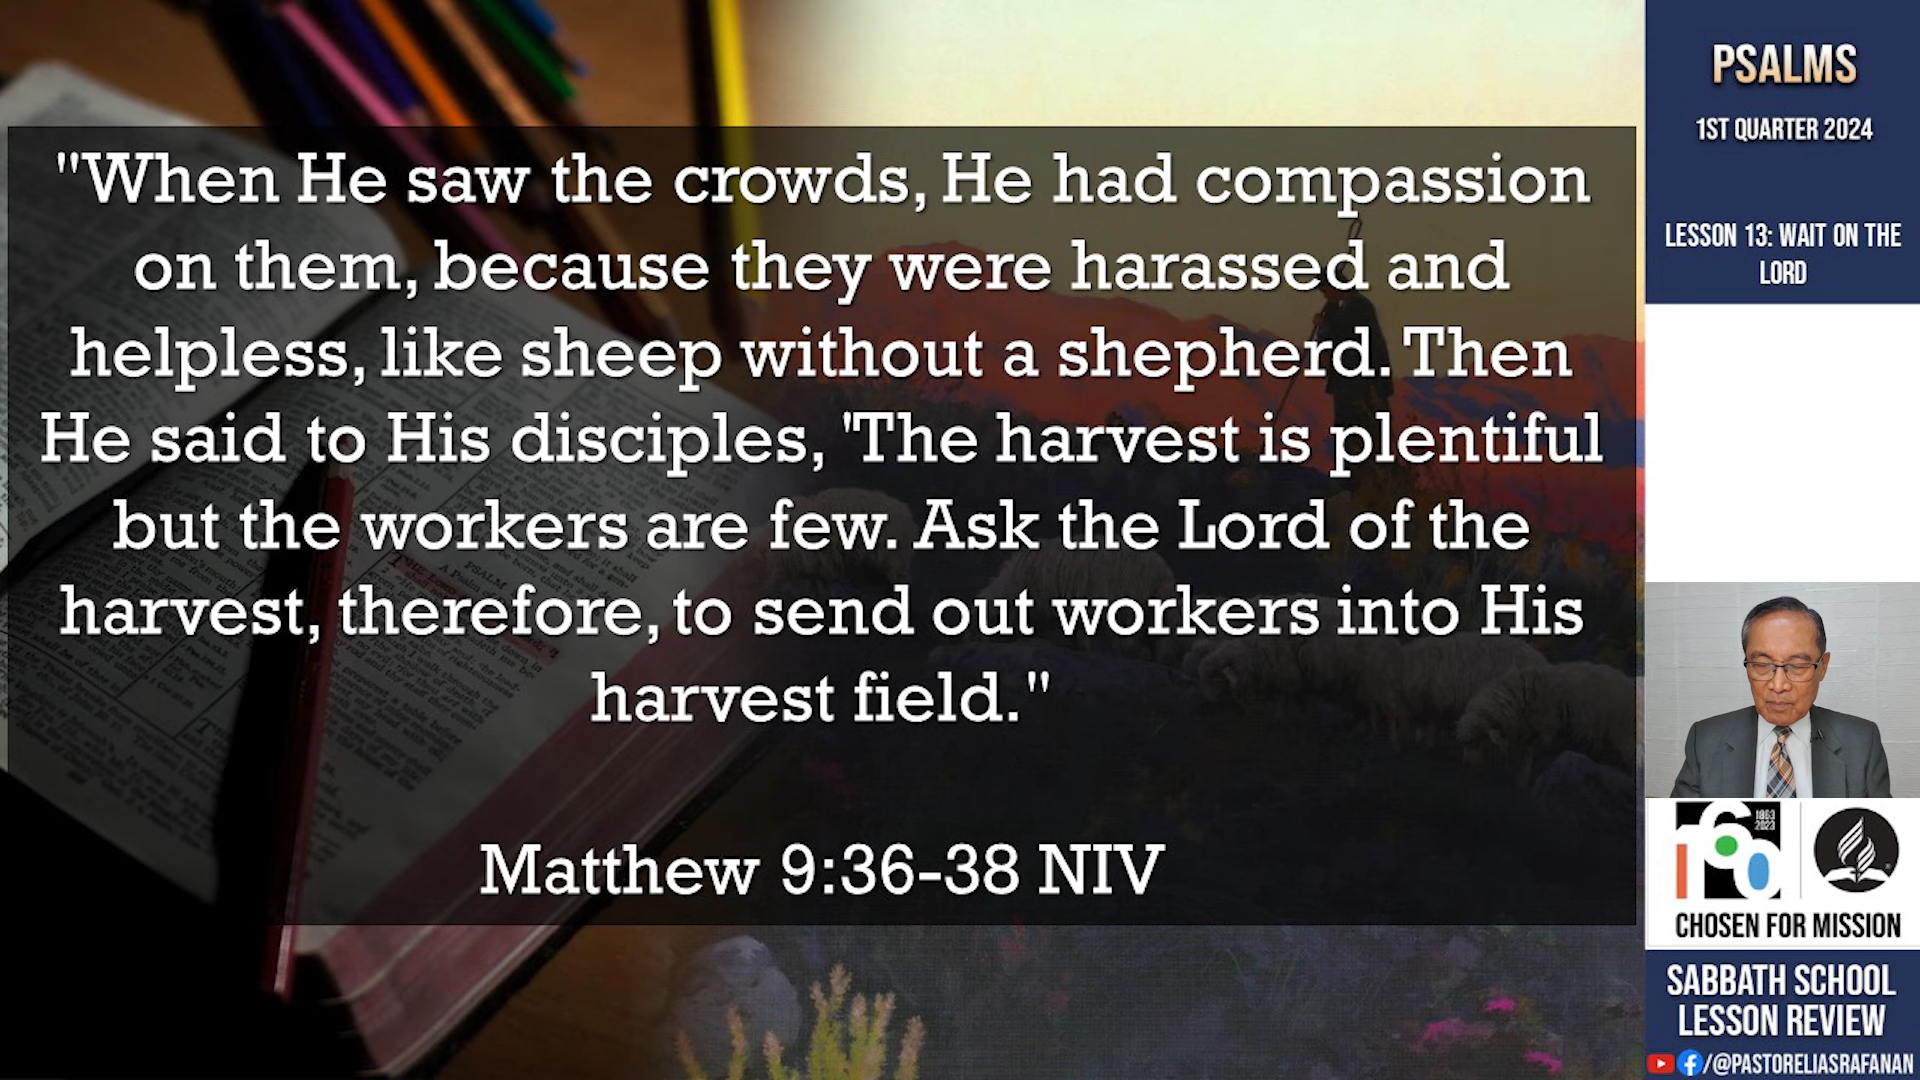 "When He saw the crowds, He had compassion
on them, because they were harassed and
helpless, like sheep without a shepherd. Then
He said to His disciples, 'The harvest is plentiful
but the workers are few. Ask the Lord of the
harvest, therefore, to send out workers into His
harvest field."
Matthew 9:36-38 NIV
PSALMS
1ST QUARTER 2024
LESSON 13: WAIT ON THE
LORD
1863
2023
160
CHOSEN FOR MISSION
SABBATH SCHOOL
LESSON REVIEW
/@PASTORELIASRAFANAN